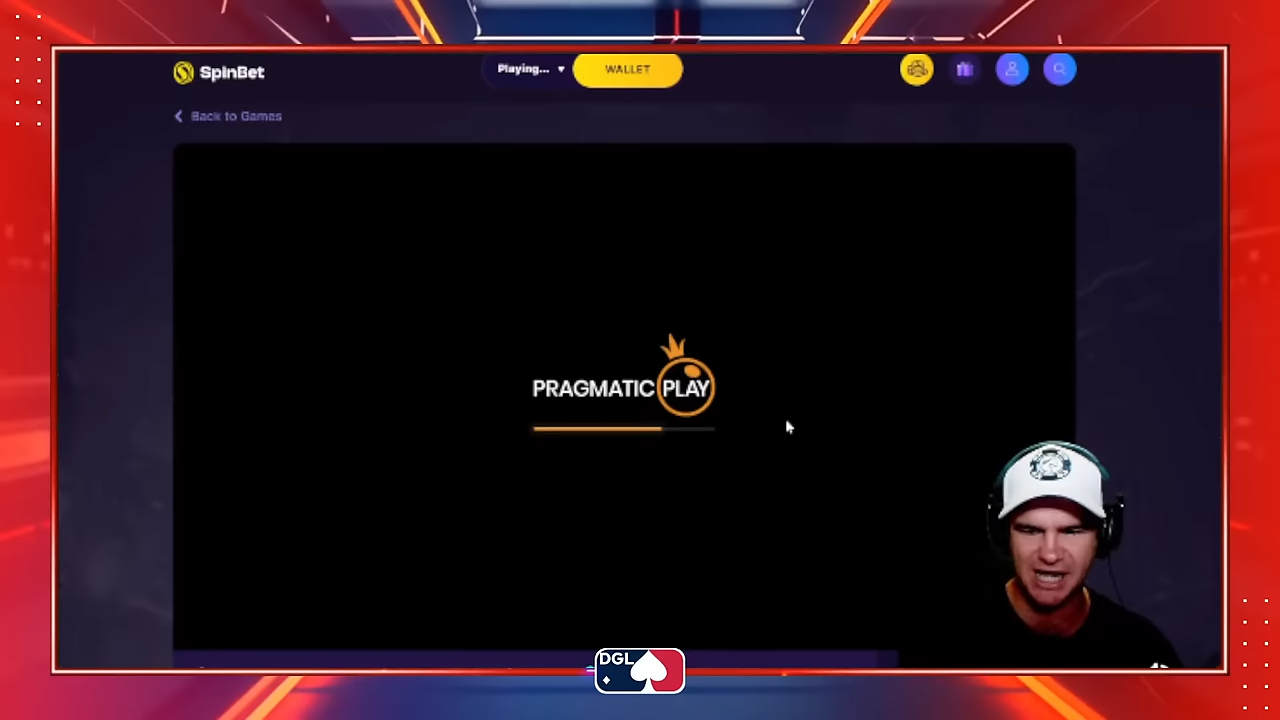 SpinBet
Playing...
WALLET
Back to Games
PRAGMATIC PLAY
DGL